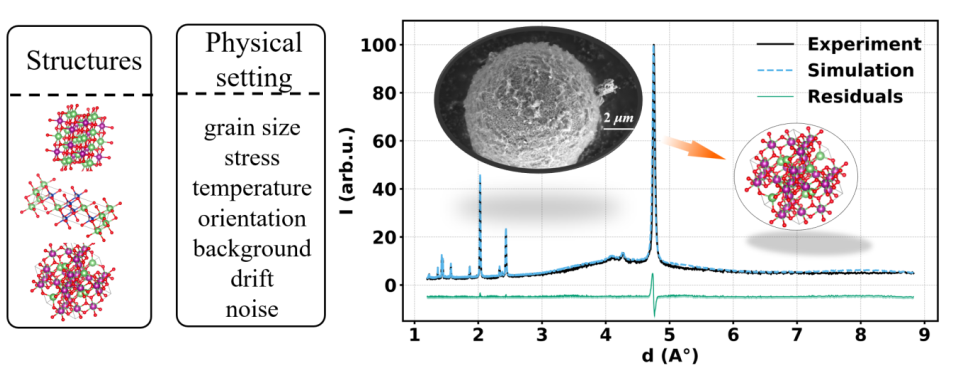 Structures
Physical
setting
grain size
stress
temperature
orientation
background
drift
noise
I (arb.u.)
100
80
60
40
20
0
2 μm
Experiment
Simulation
Residuals
1 2 3 4 5 6 7 8 9
d (A°)